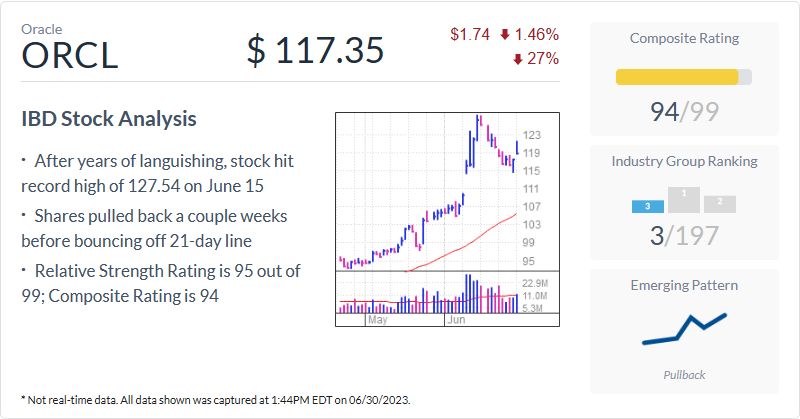 Oracle
ORCL
$ 117.35
$1.74 1.46%
27%
IBD Stock Analysis
· After years of languishing, stock hit
record high of 127.54 on June 15
· Shares pulled back a couple weeks
before bouncing off 21-day line
· Relative Strength Rating is 95 out of
99; Composite Rating is 94
123
119
115
111
107
103
99
95
22.9M
11.0M
5.3M
May Jun
Composite Rating
94/99
Industry Group Ranking
3 1 2
3/197
Emerging Pattern
Pullback
* Not real-time data. All data shown was captured at 1:44PM EDT on 06/30/2023.